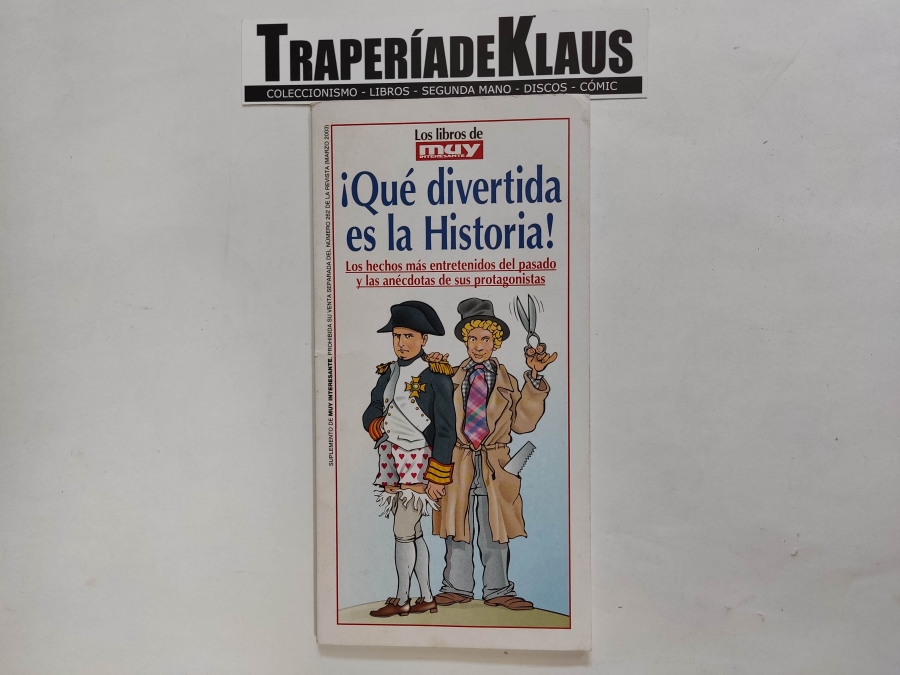 TRAPERÍADEKLAUS
COLECCIONISMO - LIBROS - SEGUNDA MANO - DISCOS - CÓMIC
Los libros de
muy
INTERESANTE
¡Qué divertida
es la Historia!
Los hechos más entretenidos del pasado
y las anécdotas de sus protagonistas
SUPLEMENTO DE MUY INTERESANTE. PROHIBIDA SU VENTA SEPARADA DEL NÚMERO 262 DE LA REVISTA (MARZO 2003)